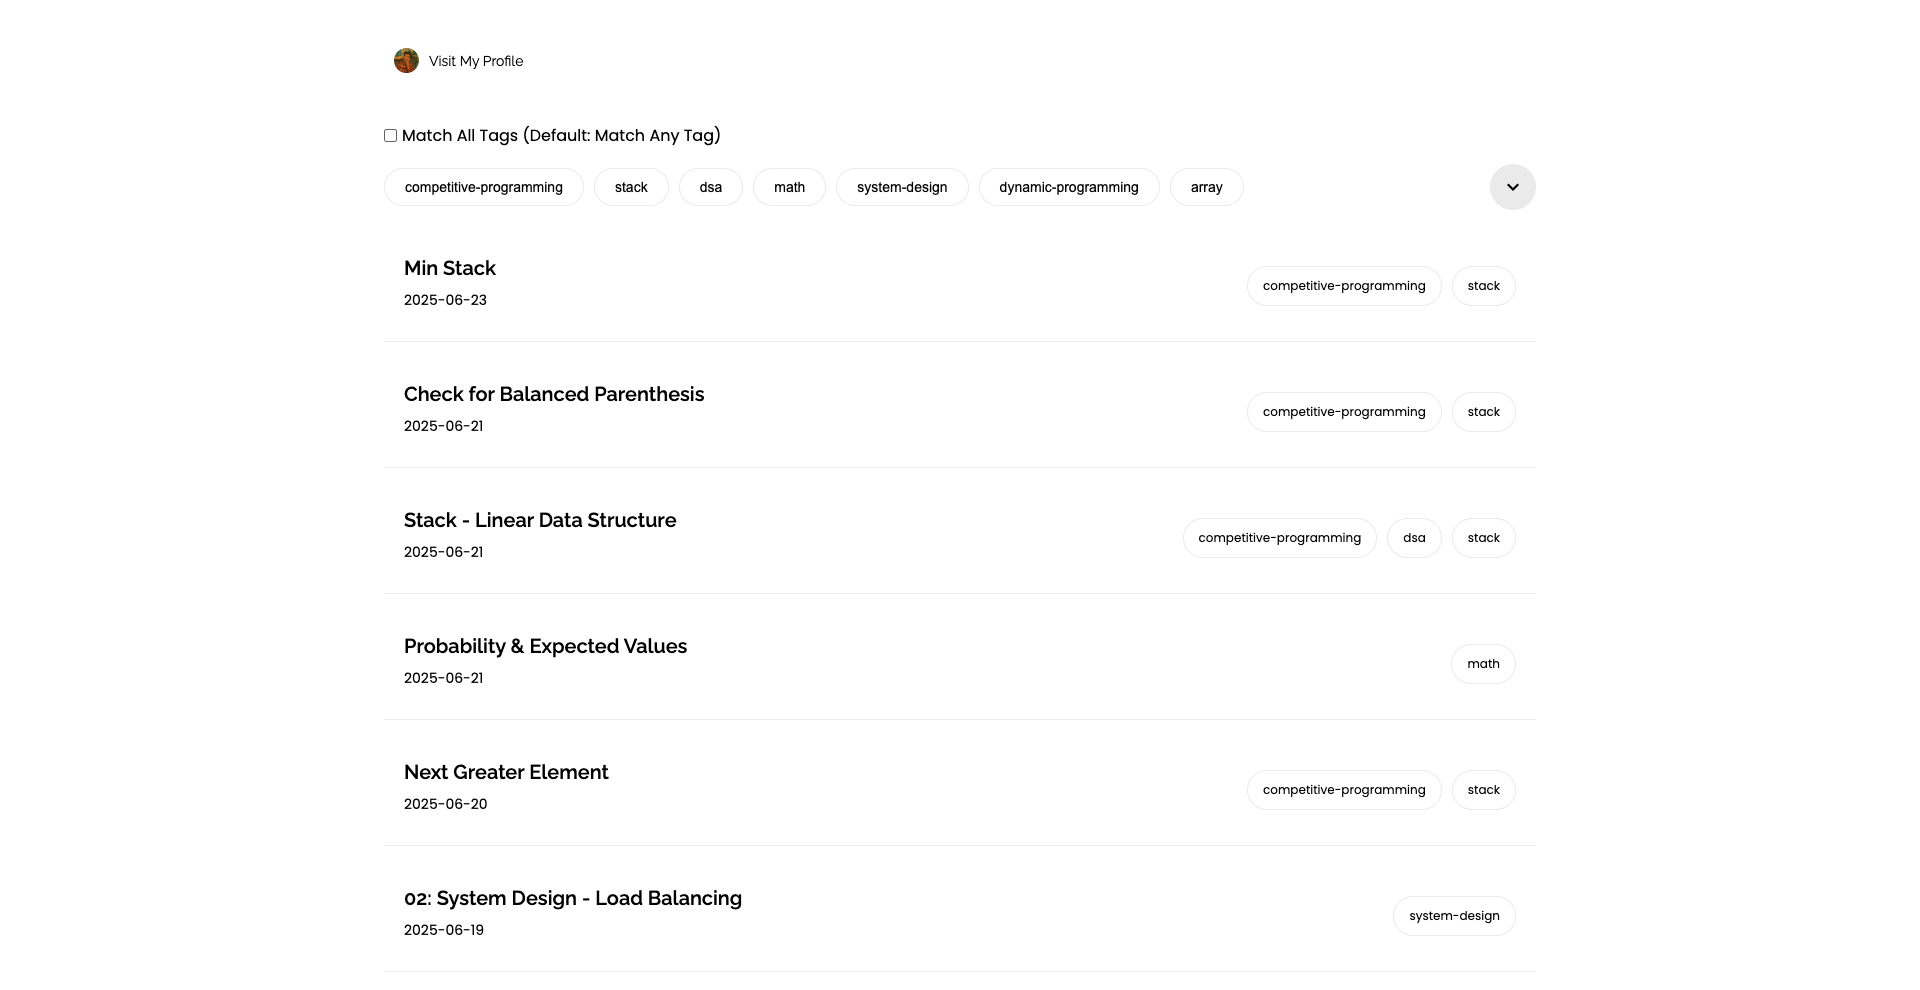 Visit My Profile
Match All Tags (Default: Match Any Tag)
competitive-programming stack dsa math system-design dynamic-programming array
Min Stack
2025-06-23
competitive-programming stack
Check for Balanced Parenthesis
2025-06-21
competitive-programming stack
Stack - Linear Data Structure
2025-06-21
competitive-programming dsa stack
Probability & Expected Values
2025-06-21
math
Next Greater Element
2025-06-20
competitive-programming stack
02: System Design - Load Balancing
2025-06-19
system-design